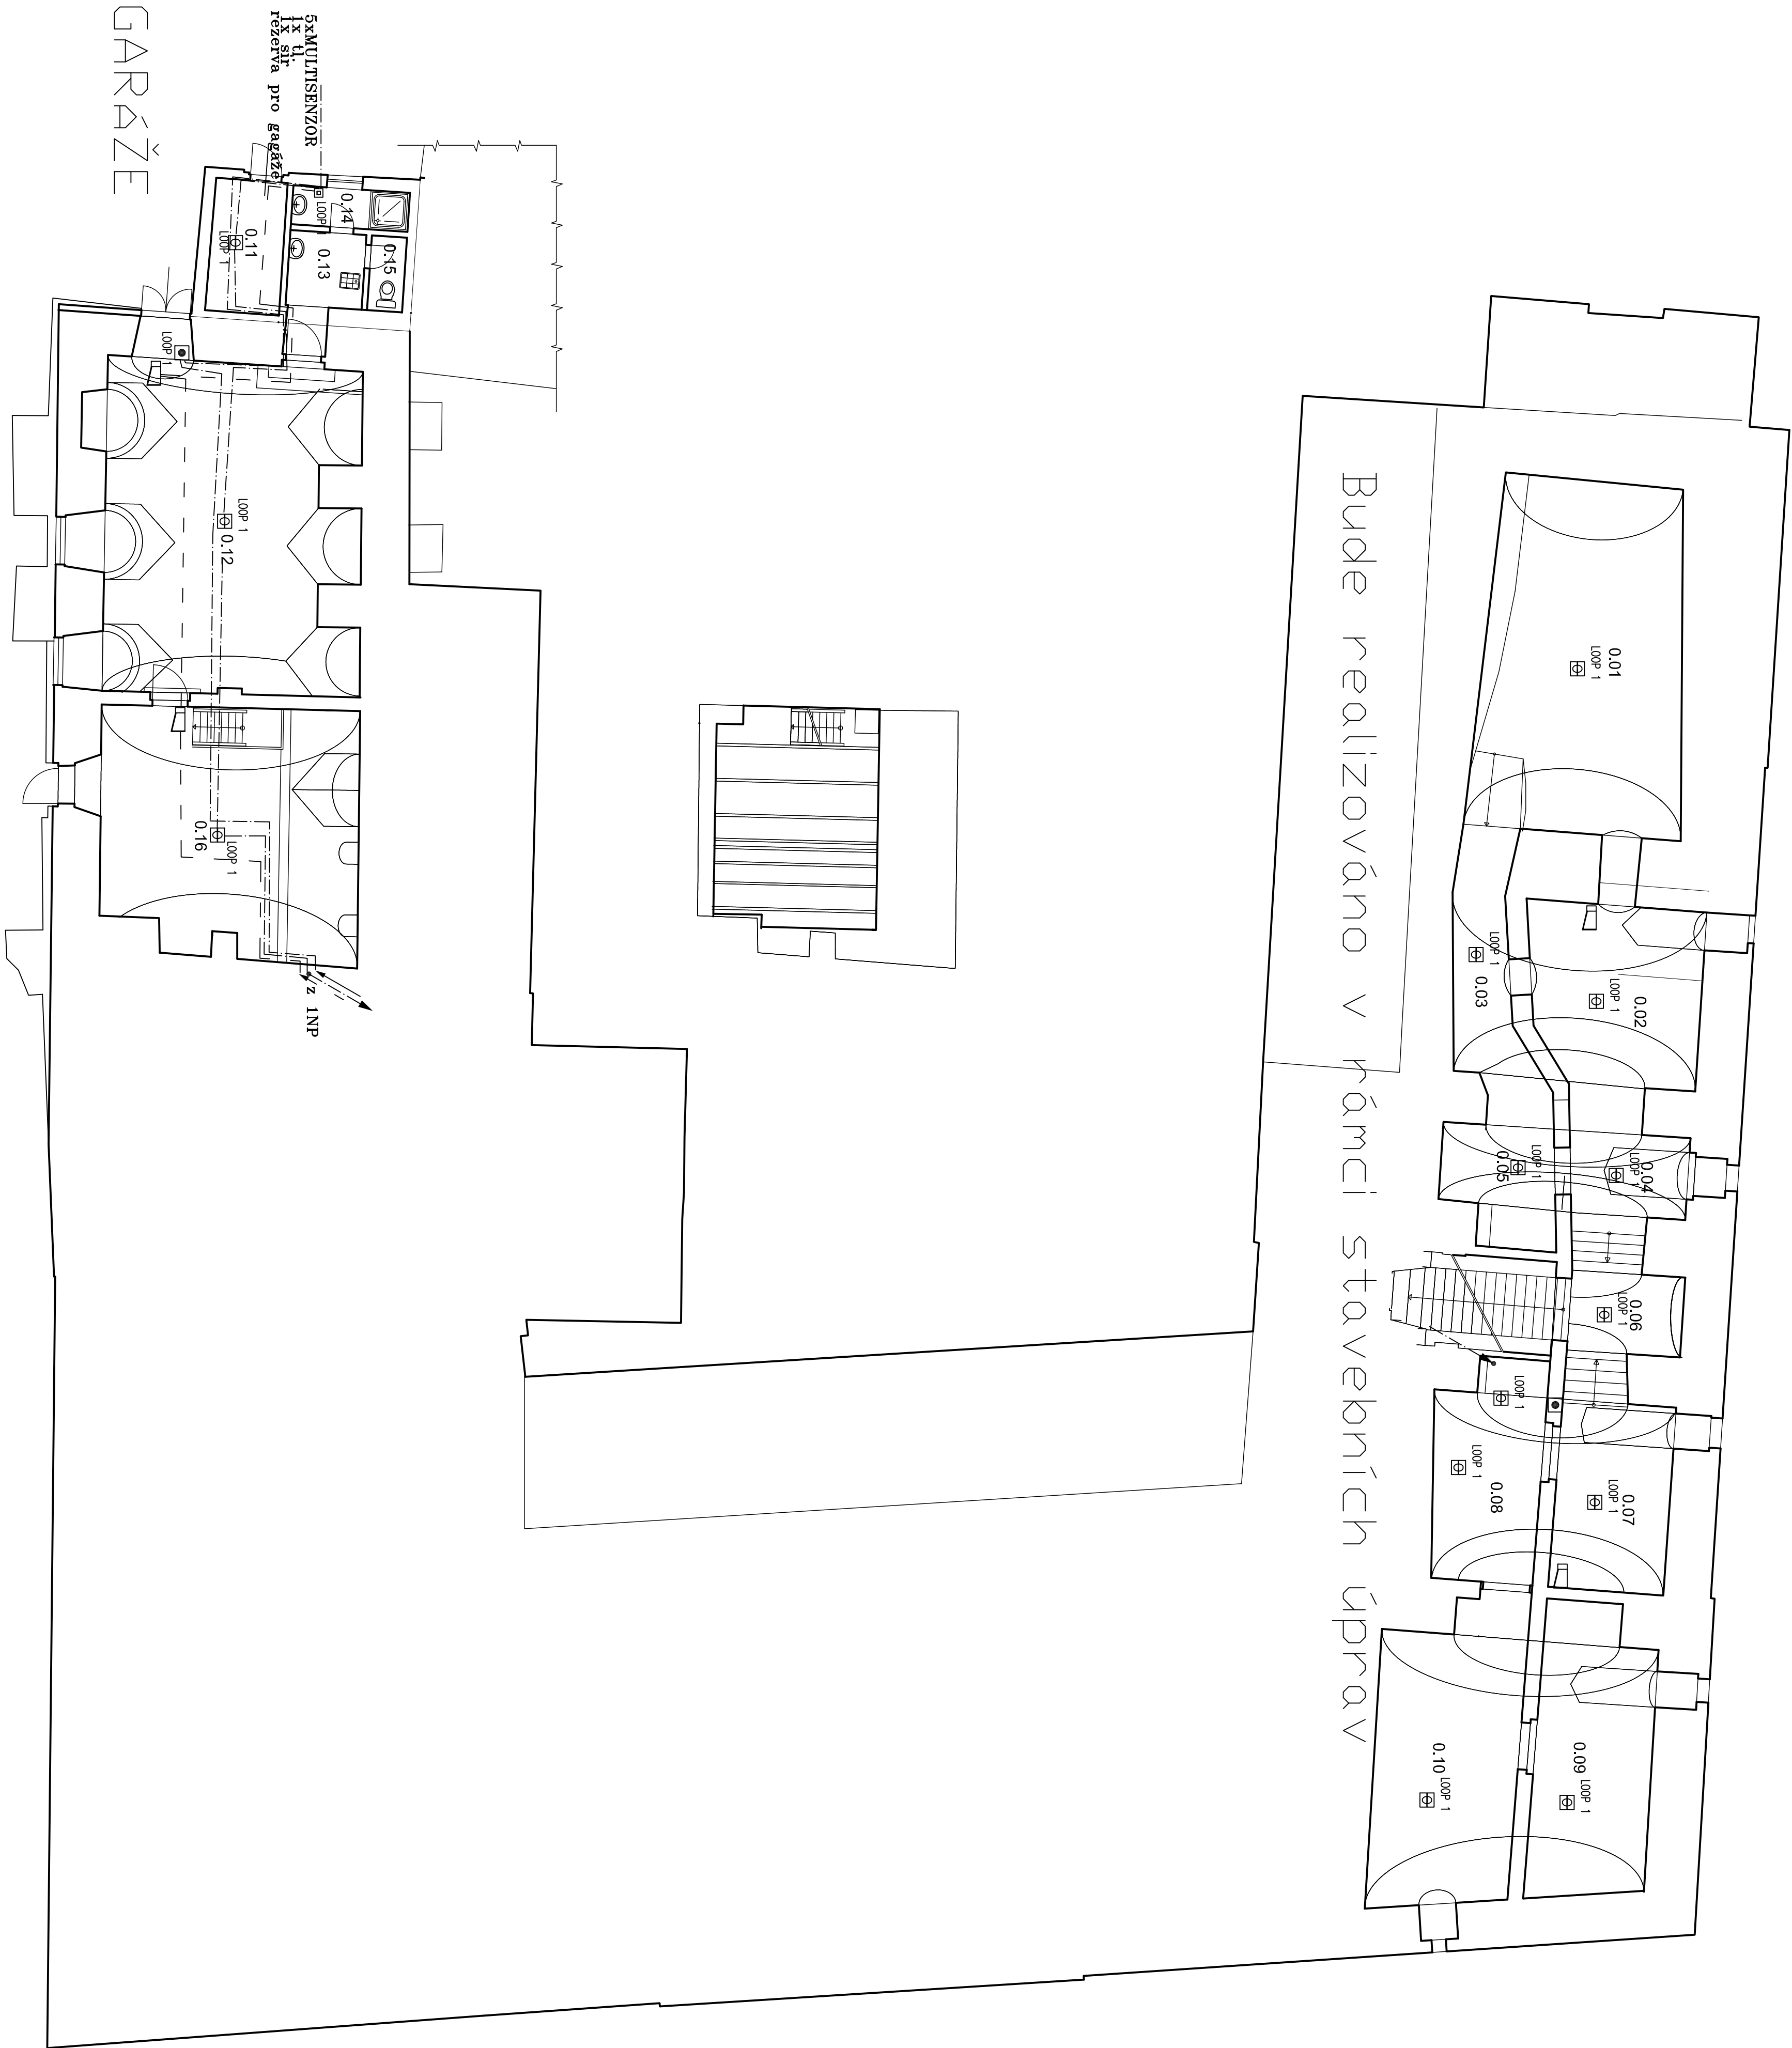 GARÁŽE
5xMULTISENZOR
1x tl.
1x sir
rezerva pro gagáže
0.14
LOOP 1
0.11
LOOP 1
0.13
0.15
LOOP 1
LOOP 1
0.12
0.16
LOOP 1
z 1NP
Bude realizováno v rámci stavebních úprav
0.01
LOOP 1
0.02
LOOP 1
LOOP 1
0.03
0.04
LOOP 1
LOOP 1
0.05
0.06
LOOP 1
LOOP 1
0.07
LOOP 1
LOOP 1
0.08
0.09
LOOP 1
0.10
LOOP 1